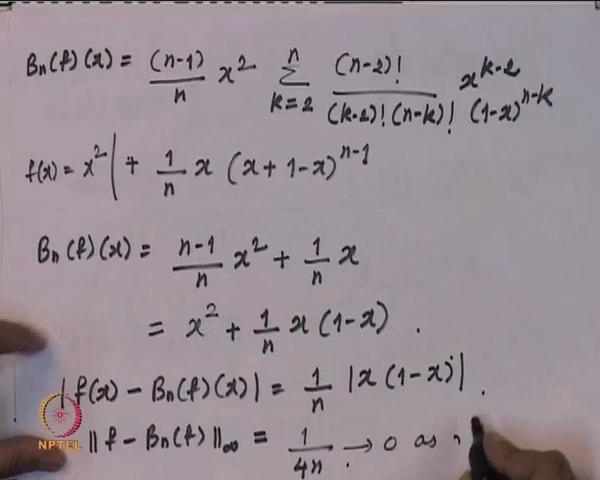 Bn(f)(x) = (n-1)/n x² Σ_{k=2}^{n} (n-2)!/((k-2)!(n-k)!) x^{k-2} (1-x)^{n-k}
f(x) = x² | + 1/n x (x+1-x)^{n-1}
Bn(f)(x) = n-1/n x² + 1/n x
= x² + 1/n x(1-x).
|f(x) - Bn(f)(x)| = 1/n |x(1-x)|.
||f - Bn(f)||∞ = 1/4n → 0 as
NPTEL